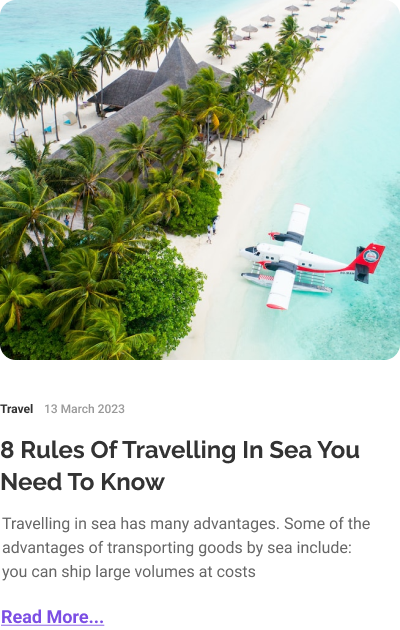 Travel 13 March 2023
8 Rules Of Travelling In Sea You
Need To Know
Travelling in sea has many advantages. Some of the
advantages of transporting goods by sea include:
you can ship large volumes at costs
Read More...